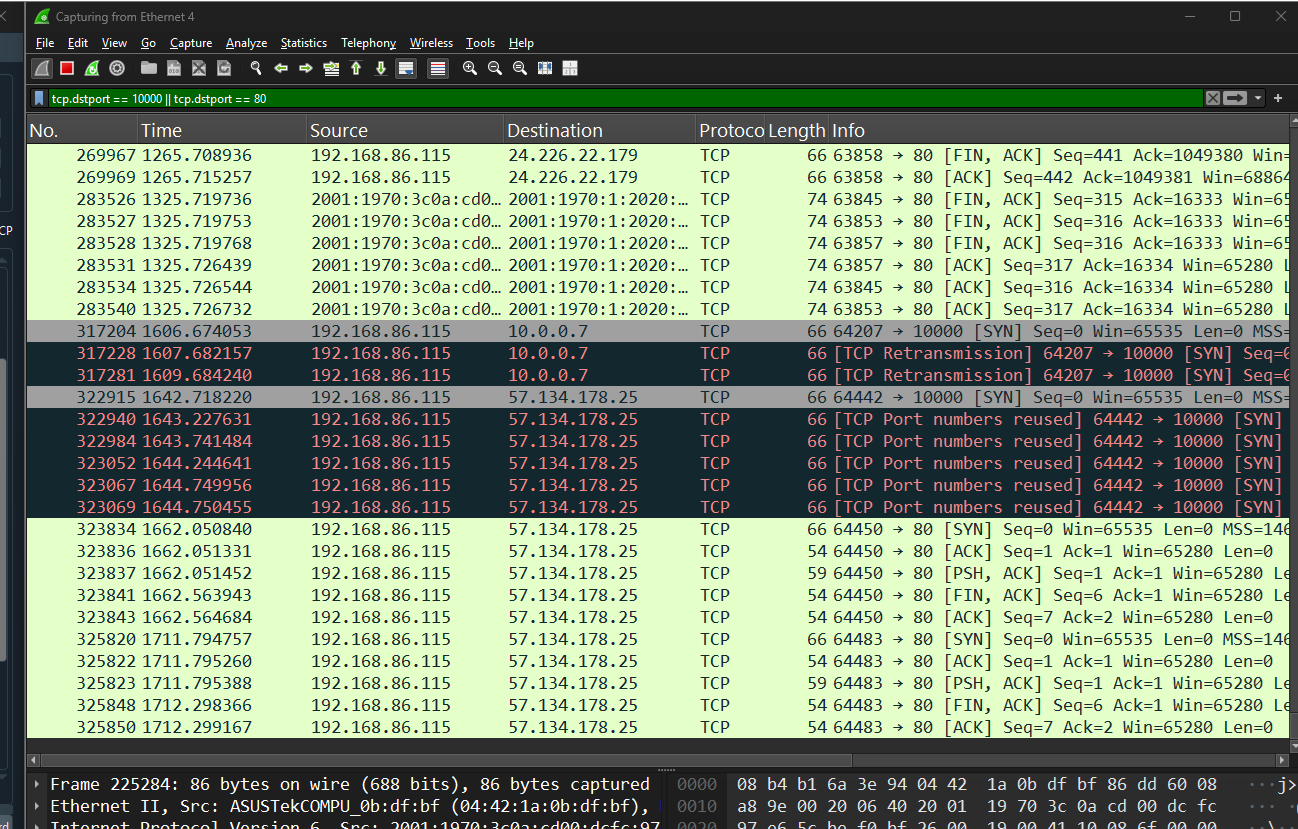 Capturing from Ethernet 4
File Edit View Go Capture Analyze Statistics Telephony Wireless Tools Help
tcp.dstport == 10000 || tcp.dstport == 80
No. Time Source Destination Protoco Length Info
269967 1265.708936 192.168.86.115 24.226.22.179 TCP 66 63858 → 80 [FIN, ACK] Seq=441 Ack=1049380 Win=
269969 1265.715257 192.168.86.115 24.226.22.179 TCP 66 63858 → 80 [ACK] Seq=442 Ack=1049381 Win=68864
283526 1325.719736 2001:1970:3c0a:cd0… 2001:1970:1:2020:… TCP 74 63845 → 80 [FIN, ACK] Seq=315 Ack=16333 Win=65
283527 1325.719753 2001:1970:3c0a:cd0… 2001:1970:1:2020:… TCP 74 63853 → 80 [FIN, ACK] Seq=316 Ack=16333 Win=65
283528 1325.719768 2001:1970:3c0a:cd0… 2001:1970:1:2020:… TCP 74 63857 → 80 [FIN, ACK] Seq=316 Ack=16333 Win=65
CP
283531 1325.726439 2001:1970:3c0a:cd0… 2001:1970:1:2020:… TCP 74 63857 → 80 [ACK] Seq=317 Ack=16334 Win=65280 L
283534 1325.726544 2001:1970:3c0a:cd0… 2001:1970:1:2020:… TCP 74 63845 → 80 [ACK] Seq=316 Ack=16334 Win=65280 L
283540 1325.726732 2001:1970:3c0a:cd0… 2001:1970:1:2020:… TCP 74 63853 → 80 [ACK] Seq=317 Ack=16334 Win=65280 L
317204 1606.674053 192.168.86.115 10.0.0.7 TCP 66 64207 → 10000 [SYN] Seq=0 Win=65535 Len=0 MSS=
317228 1607.682157 192.168.86.115 10.0.0.7 TCP 66 [TCP Retransmission] 64207 → 10000 [SYN] Seq=0
317281 1609.684240 192.168.86.115 10.0.0.7 TCP 66 [TCP Retransmission] 64207 → 10000 [SYN] Seq=0
322915 1642.718220 192.168.86.115 57.134.178.25 TCP 66 64442 → 10000 [SYN] Seq=0 Win=65535 Len=0 MSS=
322940 1643.227631 192.168.86.115 57.134.178.25 TCP 66 [TCP Port numbers reused] 64442 → 10000 [SYN]
322984 1643.741484 192.168.86.115 57.134.178.25 TCP 66 [TCP Port numbers reused] 64442 → 10000 [SYN]
323052 1644.244641 192.168.86.115 57.134.178.25 TCP 66 [TCP Port numbers reused] 64442 → 10000 [SYN]
323067 1644.749956 192.168.86.115 57.134.178.25 TCP 66 [TCP Port numbers reused] 64442 → 10000 [SYN]
323069 1644.750455 192.168.86.115 57.134.178.25 TCP 66 [TCP Port numbers reused] 64442 → 10000 [SYN]
323834 1662.050840 192.168.86.115 57.134.178.25 TCP 66 64450 → 80 [SYN] Seq=0 Win=65535 Len=0 MSS=146
323836 1662.051331 192.168.86.115 57.134.178.25 TCP 54 64450 → 80 [ACK] Seq=1 Ack=1 Win=65280 Len=0
323837 1662.051452 192.168.86.115 57.134.178.25 TCP 59 64450 → 80 [PSH, ACK] Seq=1 Ack=1 Win=65280 Le
323841 1662.563943 192.168.86.115 57.134.178.25 TCP 54 64450 → 80 [FIN, ACK] Seq=6 Ack=1 Win=65280 Le
323843 1662.564684 192.168.86.115 57.134.178.25 TCP 54 64450 → 80 [ACK] Seq=7 Ack=2 Win=65280 Len=0
325820 1711.794757 192.168.86.115 57.134.178.25 TCP 66 64483 → 80 [SYN] Seq=0 Win=65535 Len=0 MSS=146
325822 1711.795260 192.168.86.115 57.134.178.25 TCP 54 64483 → 80 [ACK] Seq=1 Ack=1 Win=65280 Len=0
325823 1711.795388 192.168.86.115 57.134.178.25 TCP 59 64483 → 80 [PSH, ACK] Seq=1 Ack=1 Win=65280 Le
325848 1712.298366 192.168.86.115 57.134.178.25 TCP 54 64483 → 80 [FIN, ACK] Seq=6 Ack=1 Win=65280 Le
325850 1712.299167 192.168.86.115 57.134.178.25 TCP 54 64483 → 80 [ACK] Seq=7 Ack=2 Win=65280 Len=0
Frame 225284: 86 bytes on wire (688 bits), 86 bytes captured 0000 08 b4 b1 6a 3e 94 04 42 1a 0b df bf 86 dd 60 08 ···j>
Ethernet II, Src: ASUSTekCOMPU_0b:df:bf (04:42:1a:0b:df:bf), 0010 a8 9e 00 20 06 40 20 01 19 70 3c 0a cd 00 dc fc
Internet Protocol Version 6, Src: 2001:1970:3c0a:cd00:dcfc:97